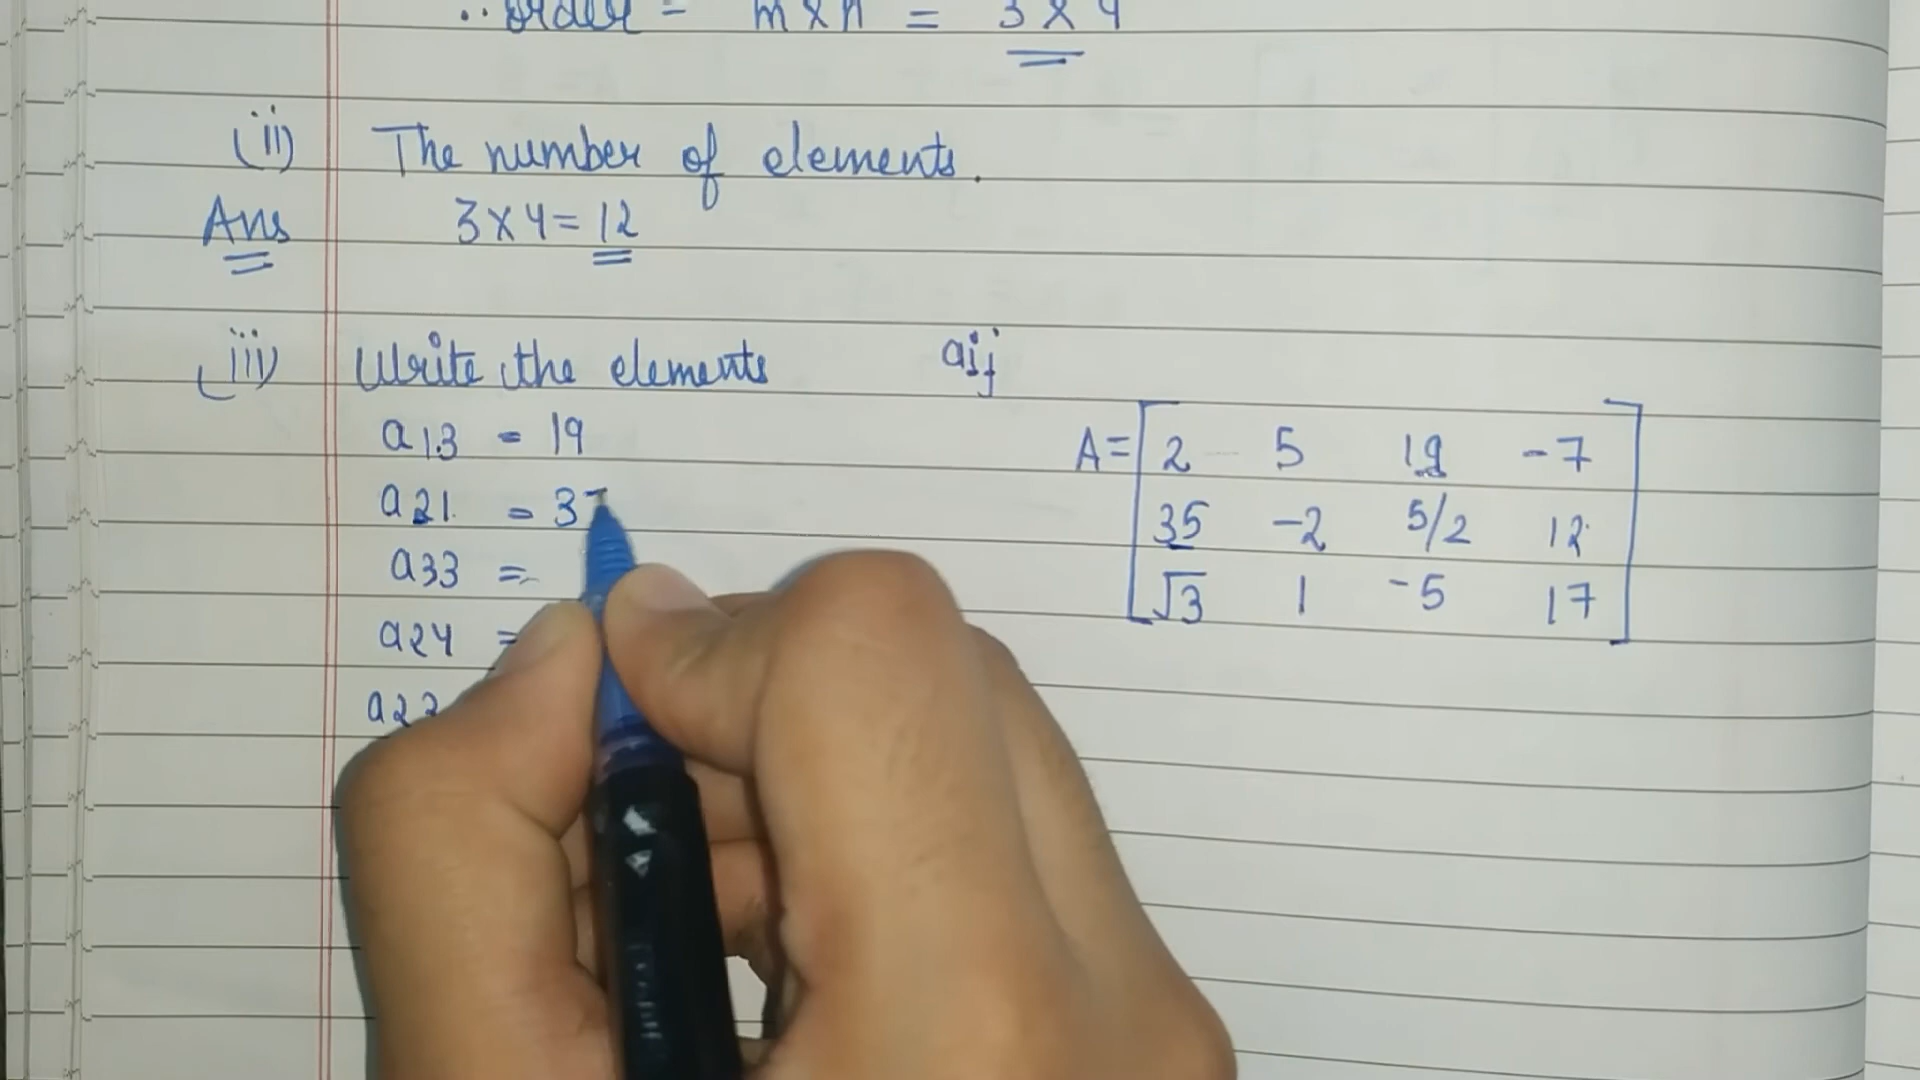 ∴ order = m x n = 3 x 4
(ii) The number of elements.
Ans 3 x 4 = 12
(iii) Write the elements aij
a13 = 19
a21 = 3
a33 =
a24 =
A = [ 2 5 19 -7
35 -2 5/2 12
√3 1 -5 17 ]